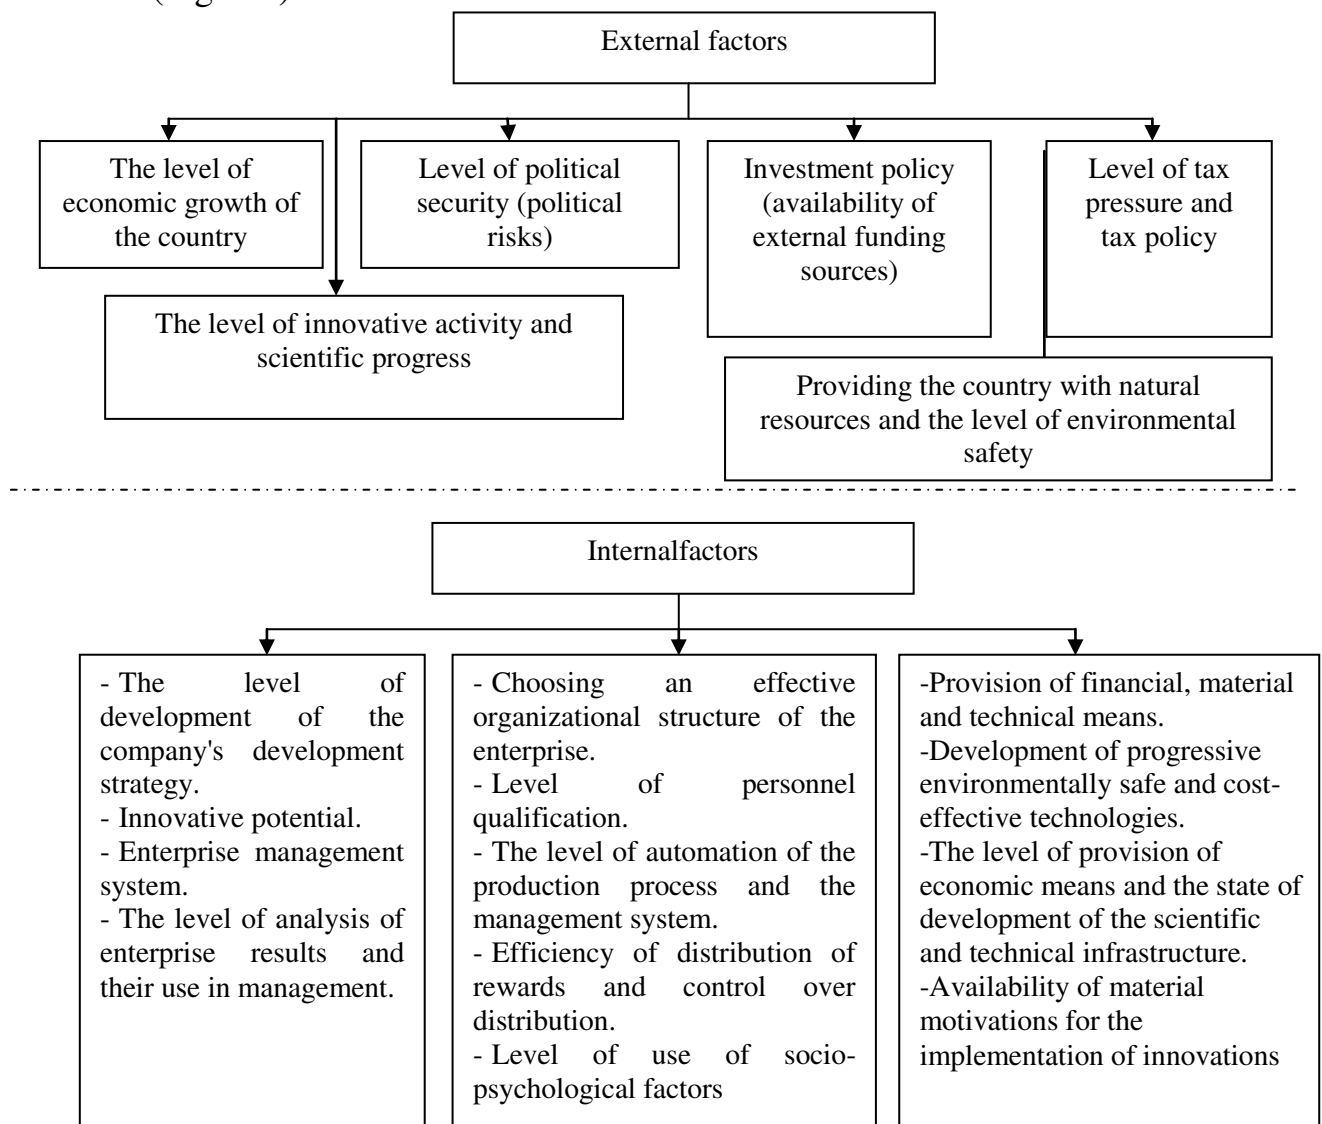 External factors
The level of
economic growth of
the country
Level of political
security (political
risks)
Investment policy
(availability of
external funding
sources)
Level of tax
pressure and
tax policy
The level of innovative activity and
scientific progress
Providing the country with natural
resources and the level of environmental
safety
Internalfactors
- The level of
development of the
company's development
strategy.
- Innovative potential.
- Enterprise management
system.
- The level of analysis of
enterprise results and
their use in management.
- Choosing an effective
organizational structure of the
enterprise.
- Level of personnel
qualification.
- The level of automation of the
production process and the
management system.
- Efficiency of distribution of
rewards and control over
distribution.
- Level of use of socio-
psychological factors
-Provision of financial, material
and technical means.
-Development of progressive
environmentally safe and cost-
effective technologies.
-The level of provision of
economic means and the state of
development of the scientific
and technical infrastructure.
-Availability of material
motivations for the
implementation of innovations